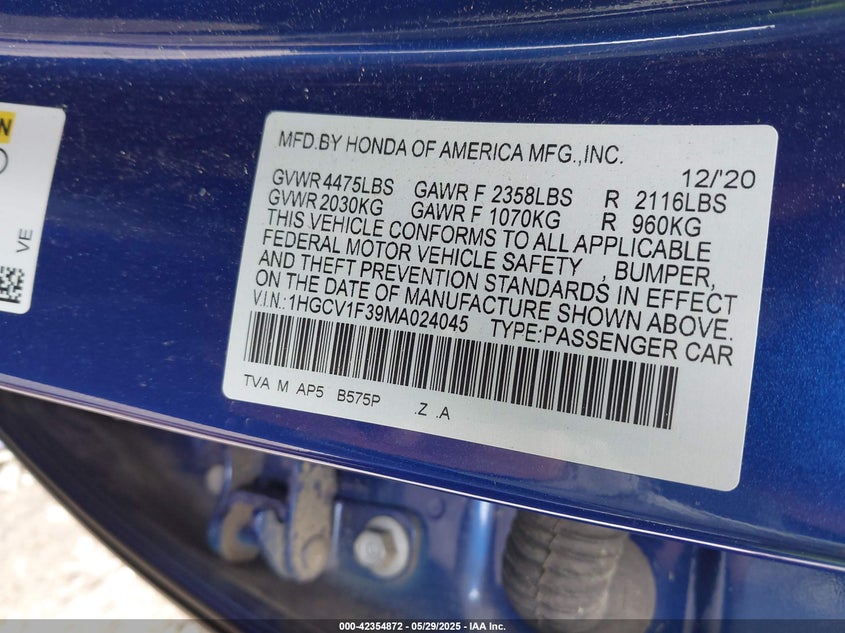 N
VE
MFD.BY HONDA OF AMERICA MFG.,INC.
12/'20
GVWR 4475LBS GAWR F 2358LBS R 2116LBS
GVWR 2030KG GAWR F 1070KG R 960KG
THIS VEHICLE CONFORMS TO ALL APPLICABLE
FEDERAL MOTOR VEHICLE SAFETY , BUMPER,
AND THEFT PREVENTION STANDARDS IN EFFECT
ON THE DATE OF MANUFACTURE SHOWN ABOVE.
V.I.N.:1HGCV1F39MA024045 TYPE:PASSENGER CAR
TVA M AP5 B575P .Z .A
000-42354872 | 05/29/2025 | IAA Inc.